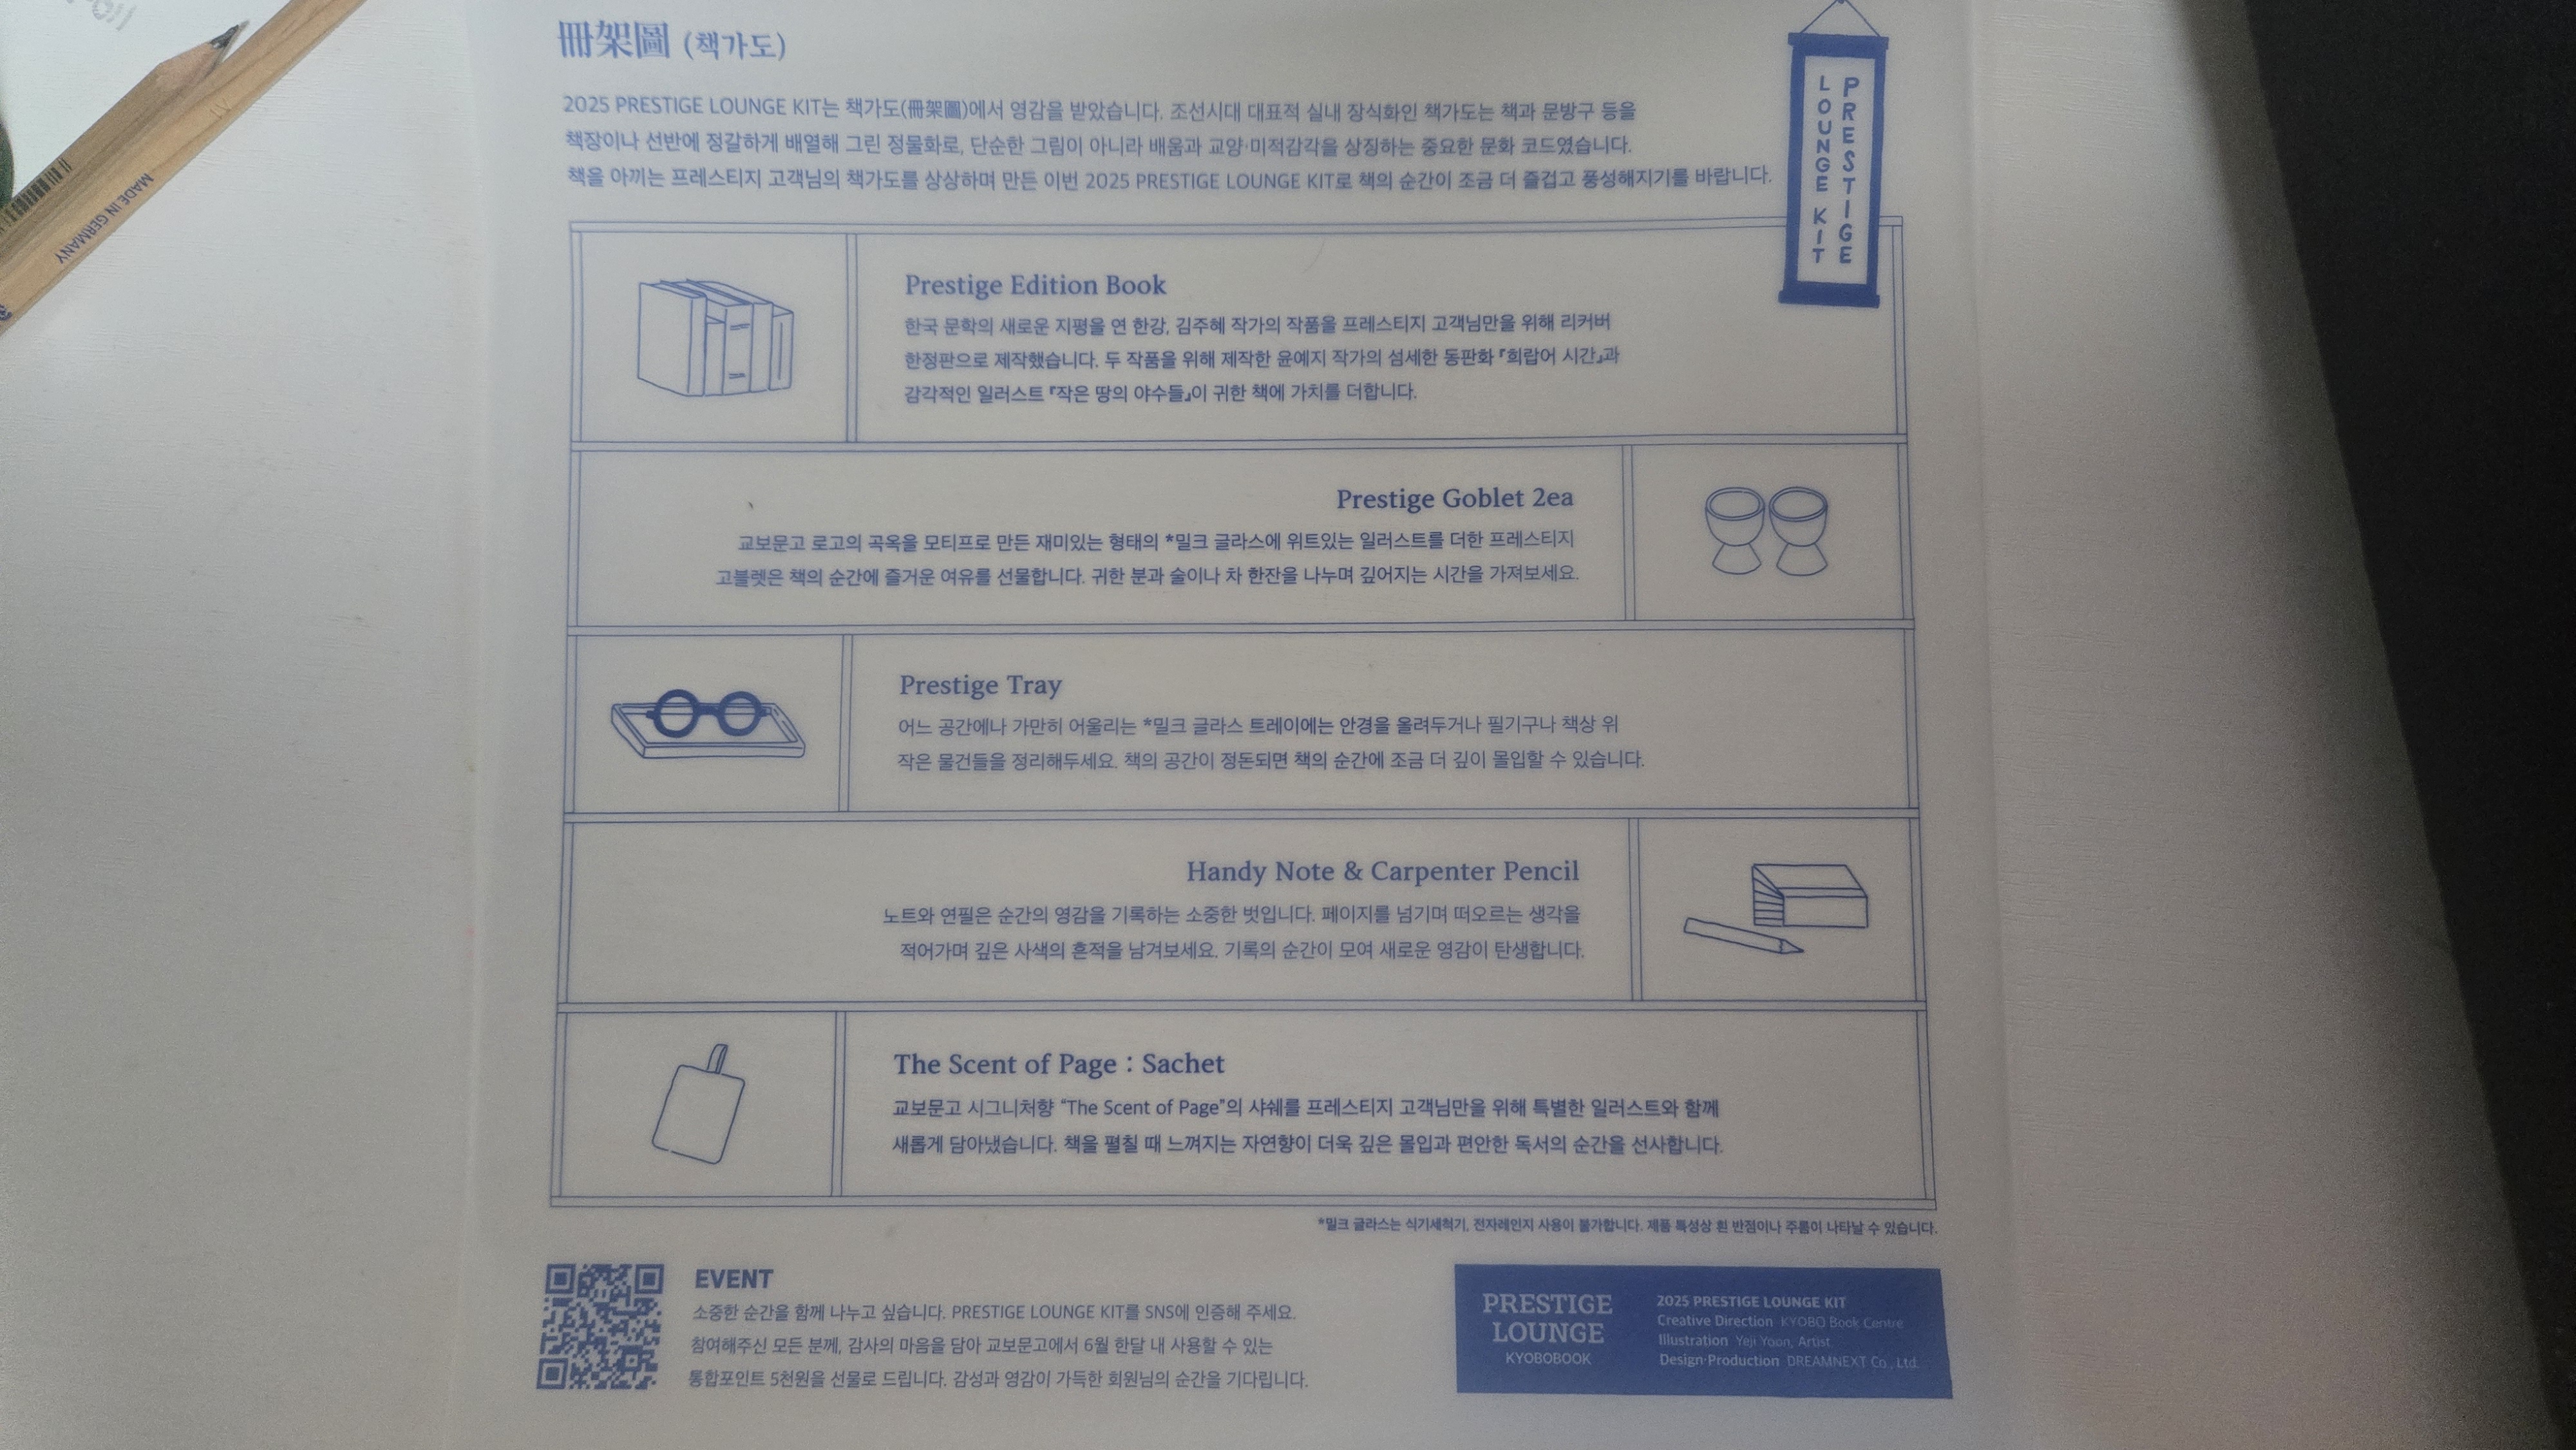 冊架圖 (책가도)
2025 PRESTIGE LOUNGE KIT는 책가도(冊架圖)에서 영감을 받았습니다. 조선시대 대표적 실내 장식화인 책가도는 책과 문방구 등을
책장이나 선반에 정갈하게 배열해 그린 정물화로, 단순한 그림이 아니라 배움과 교양·미적감각을 상징하는 중요한 문화 코드였습니다.
책을 아끼는 프레스티지 고객님의 책가도를 상상하며 만든 이번 2025 PRESTIGE LOUNGE KIT로 책의 순간이 조금 더 즐겁고 풍성해지기를 바랍니다.
PRESTIGE
LOUNGE KIT
MADE IN GERMANY
Prestige Edition Book
한국 문학의 새로운 지평을 연 한강, 김주혜 작가의 작품을 프레스티지 고객님만을 위해 리커버
한정판으로 제작했습니다. 두 작품을 위해 제작한 윤예지 작가의 섬세한 동판화 『희랍어 시간』과
감각적인 일러스트 『작은 땅의 야수들』이 귀한 책에 가치를 더합니다.
Prestige Goblet 2ea
교보문고 로고의 곡옥을 모티프로 만든 재미있는 형태의 *밀크 글라스에 위트있는 일러스트를 더한 프레스티지
고블렛은 책의 순간에 즐거운 여유를 선물합니다. 귀한 분과 술이나 차 한잔을 나누며 깊어지는 시간을 가져보세요.
Prestige Tray
어느 공간에나 가만히 어울리는 *밀크 글라스 트레이에는 안경을 올려두거나 필기구나 책상 위
작은 물건들을 정리해두세요. 책의 공간이 정돈되면 책의 순간에 조금 더 깊이 몰입할 수 있습니다.
Handy Note & Carpenter Pencil
노트와 연필은 순간의 영감을 기록하는 소중한 벗입니다. 페이지를 넘기며 떠오르는 생각을
적어가며 깊은 사색의 흔적을 남겨보세요. 기록의 순간이 모여 새로운 영감이 탄생합니다.
The Scent of Page : Sachet
교보문고 시그니처향 “The Scent of Page”의 샤쉐를 프레스티지 고객님만을 위해 특별한 일러스트와 함께
새롭게 담아냈습니다. 책을 펼칠 때 느껴지는 자연향이 더욱 깊은 몰입과 편안한 독서의 순간을 선사합니다.
*밀크 글라스는 식기세척기, 전자레인지 사용이 불가합니다. 제품 특성상 흰 반점이나 주름이 나타날 수 있습니다.
EVENT
소중한 순간을 함께 나누고 싶습니다. PRESTIGE LOUNGE KIT를 SNS에 인증해 주세요.
참여해주신 모든 분께, 감사의 마음을 담아 교보문고에서 6월 한달 내 사용할 수 있는
통합포인트 5천원을 선물로 드립니다. 감성과 영감이 가득한 회원님의 순간을 기다립니다.
PRESTIGE
LOUNGE
KYOBOBOOK
2025 PRESTIGE LOUNGE KIT
Creative Direction KYOBO Book Centre
Illustration Yeji Yoon, Artist
Design·Production DREAMNEXT Co., Ltd.